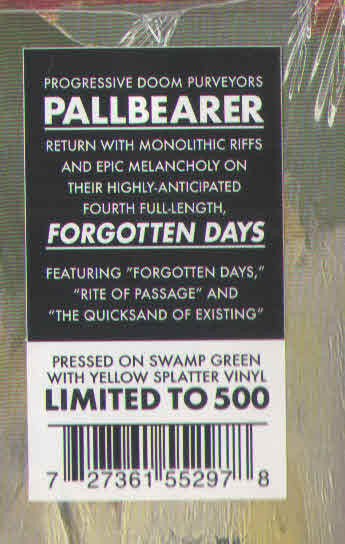 PROGRESSIVE DOOM PURVEYORS
PALLBEARER
RETURN WITH MONOLITHIC RIFFS
AND EPIC MELANCHOLY ON
THEIR HIGHLY-ANTICIPATED
FOURTH FULL-LENGTH,
FORGOTTEN DAYS
FEATURING "FORGOTTEN DAYS,"
"RITE OF PASSAGE" AND
"THE QUICKSAND OF EXISTING"
PRESSED ON SWAMP GREEN
WITH YELLOW SPLATTER VINYL
LIMITED TO 500
7 27361 55297 8